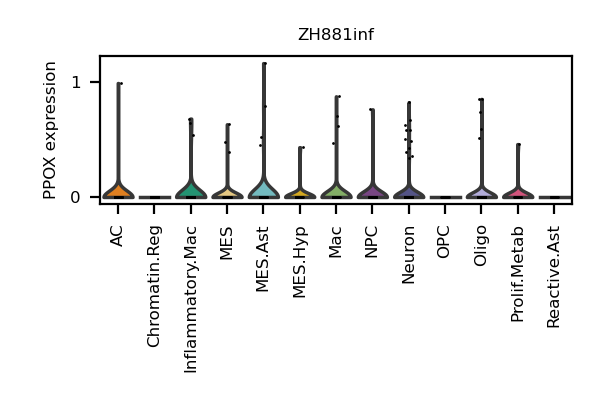 ZH881inf
PPOX expression
1
0
AC
Chromatin.Reg
Inflammatory.Mac
MES
MES.Ast
MES.Hyp
Mac
NPC
Neuron
OPC
Oligo
Prolif.Metab
Reactive.Ast